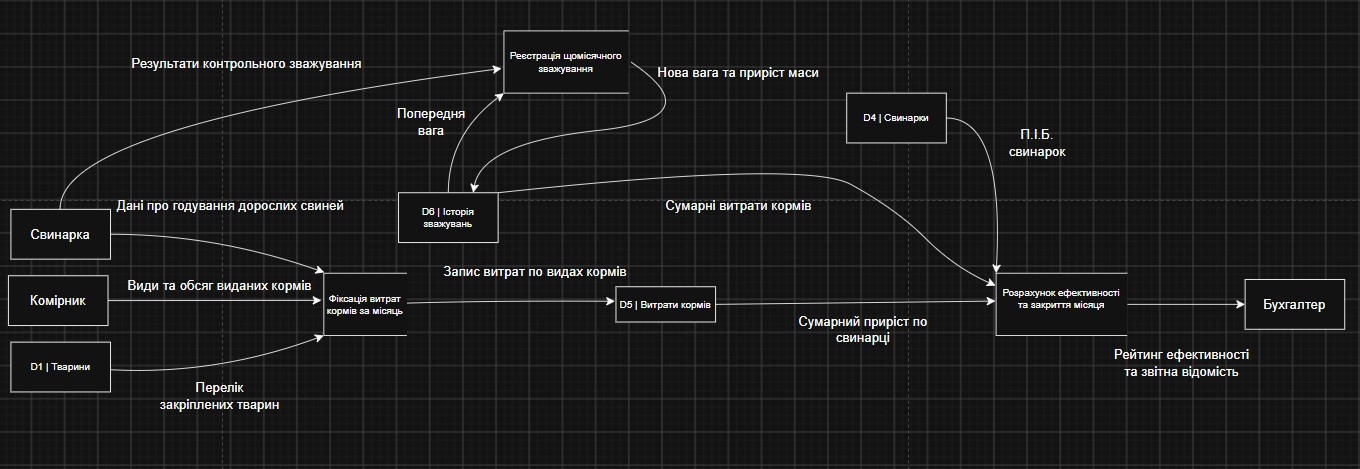 Реєстрація щомісячного
зважування
Результати контрольного зважування
Нова вага та приріст маси
Попередня
вага
D4 | Свинарки
П.І.Б.
свинарок
Дані про годування дорослих свиней
D6 | Історія
зважувань
Сумарні витрати кормів
Свинарка
Запис витрат по видах кормів
Види та обсяг виданих кормів
Комірник
Фіксація витрат
кормів за місяць
D5 | Витрати кормів
Розрахунок ефективності
та закриття місяця
Бухгалтер
Сумарний приріст по
свинарці
D1 | Тварини
Рейтинг ефективності
та звітна відомість
Перелік
закріплених тварин